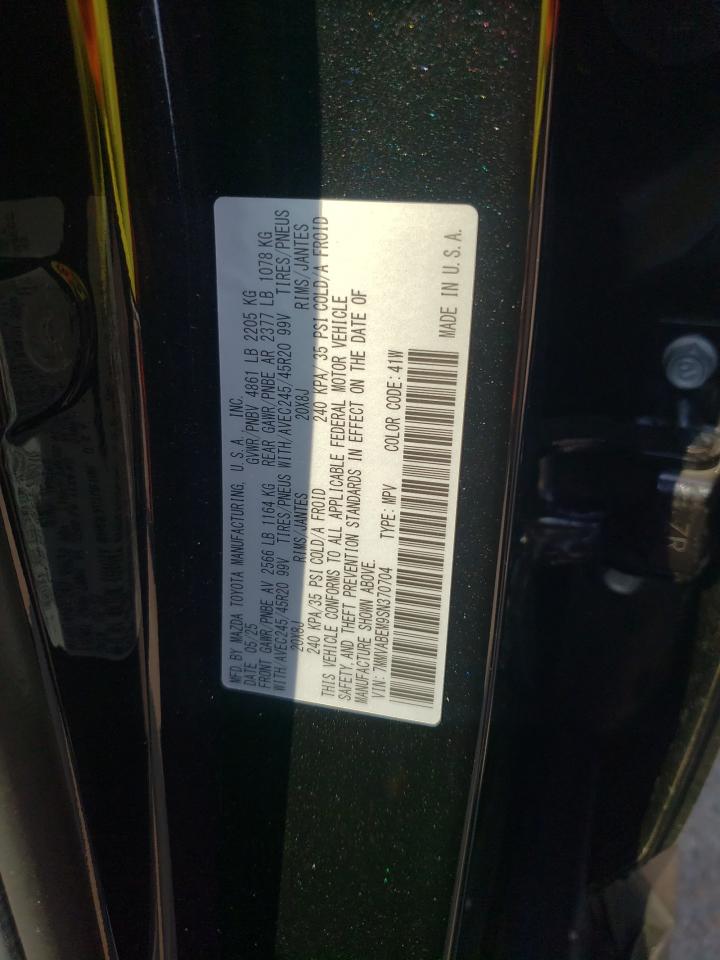 MFD.BY MAZDA TOYOTA MANUFACTURING, U.S.A., INC.
DATE 05/25 GVWR/PNBV 4861 LB 2205 KG
FRONT GAWR/PNBE AV 2566 LB 1164 KG REAR GAWR/PNBE AR 2377 LB 1078 KG
WITH/AVEC245/45R20 99V TIRES/PNEUS WITH/AVEC245/45R20 99V TIRES/PNEUS
20X8J RIMS/JANTES 20X8J RIMS/JANTES
240 KPA/35 PSI COLD/A FROID 240 KPA/ 35 PSI COLD/A FROID
THIS VEHICLE CONFORMS TO ALL APPLICABLE FEDERAL MOTOR VEHICLE
SAFETY,AND THEFT PREVENTION STANDARDS IN EFFECT ON THE DATE OF
MANUFACTURE SHOWN ABOVE.
VIN: 7MMVABEM9SN370704 TYPE: MPV COLOR CODE:41W
MADE IN U.S.A.